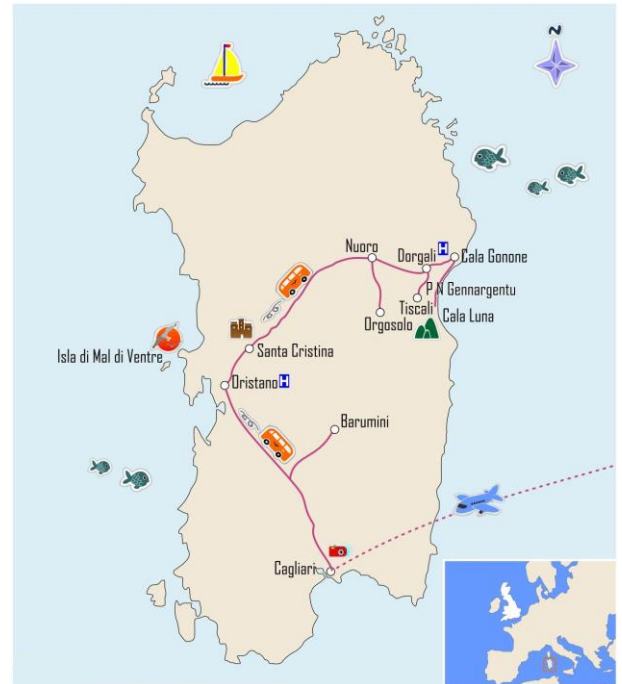 N
Nuoro
Dorgali H
Cala Gonone
P N Gennargentu
Tiscali
Cala Luna
Orgosolo
Santa Cristina
Isla di Mal di Ventre
Oristano H
Barumini
Cagliari